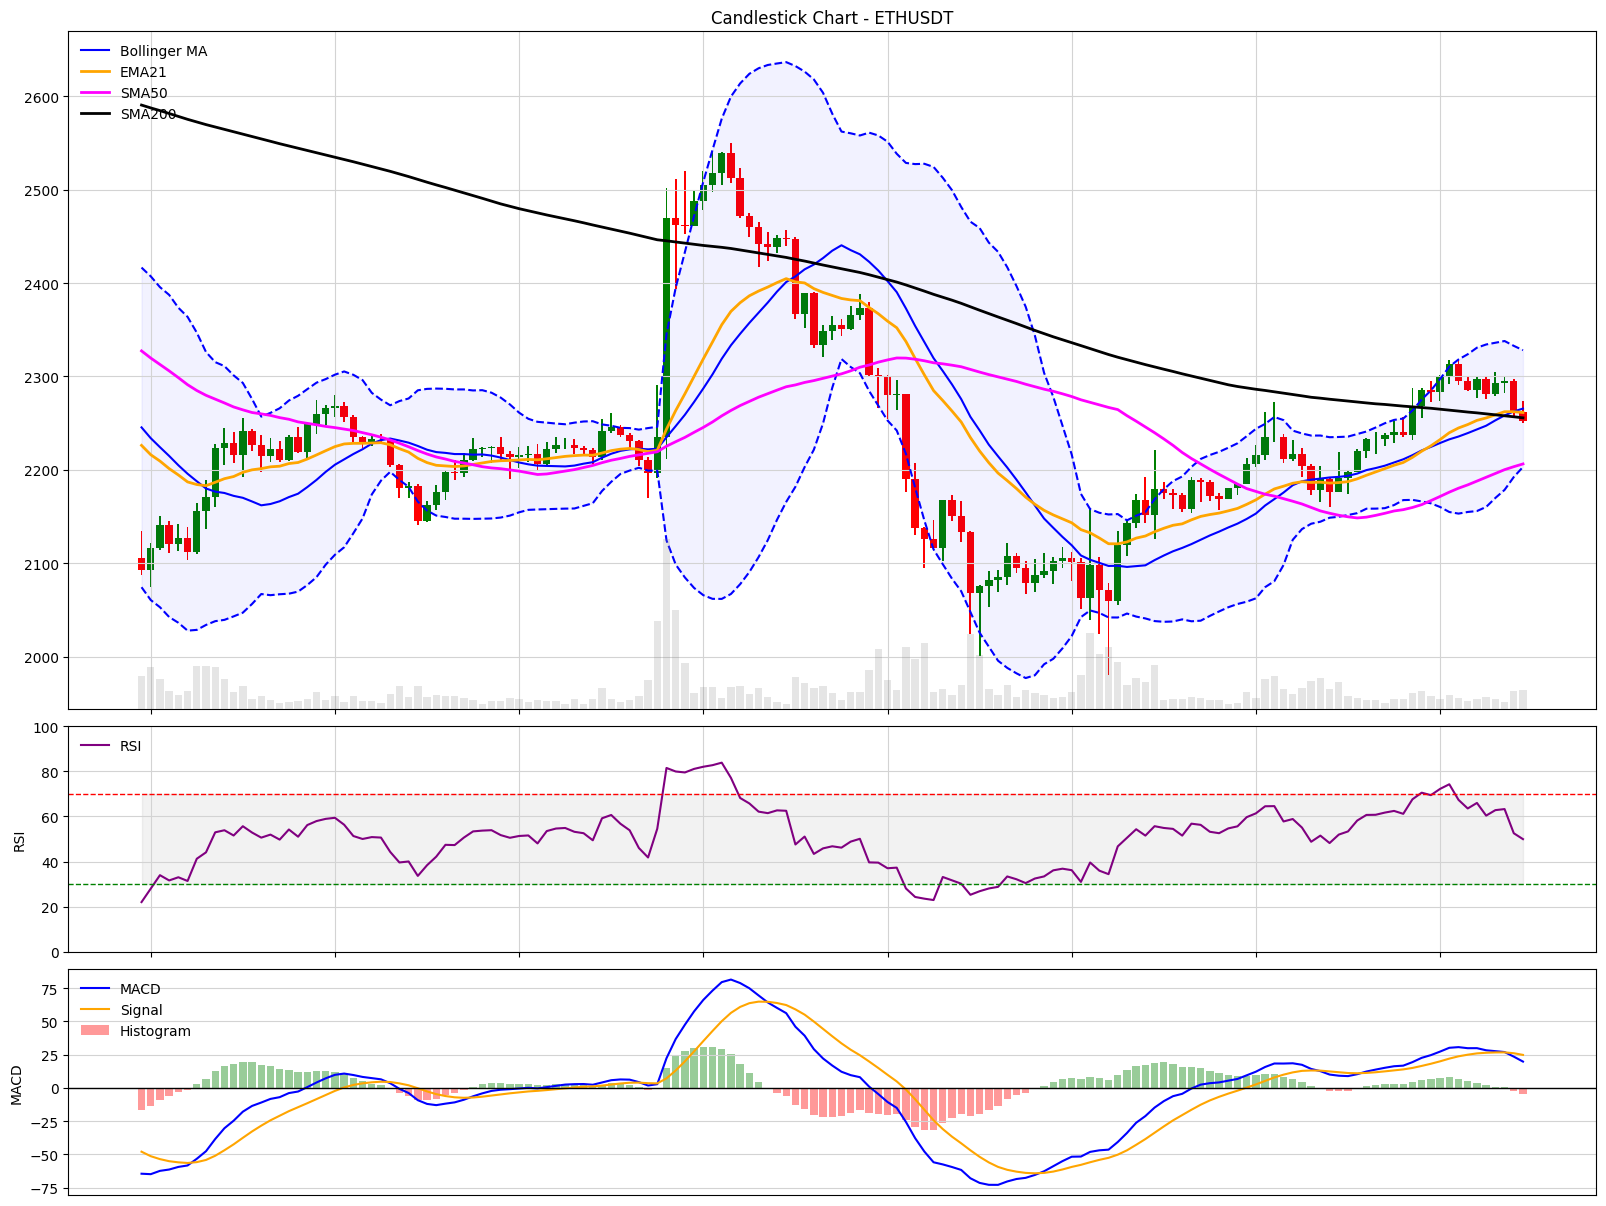 Candlestick Chart - ETHUSDT
Bollinger MA
EMA21
SMA50
SMA200
2600
2500
2400
2300
2200
2100
2000
RSI
100
80
60
40
20
0
RSI
MACD
Signal
Histogram
75
50
25
0
−25
−50
−75
MACD